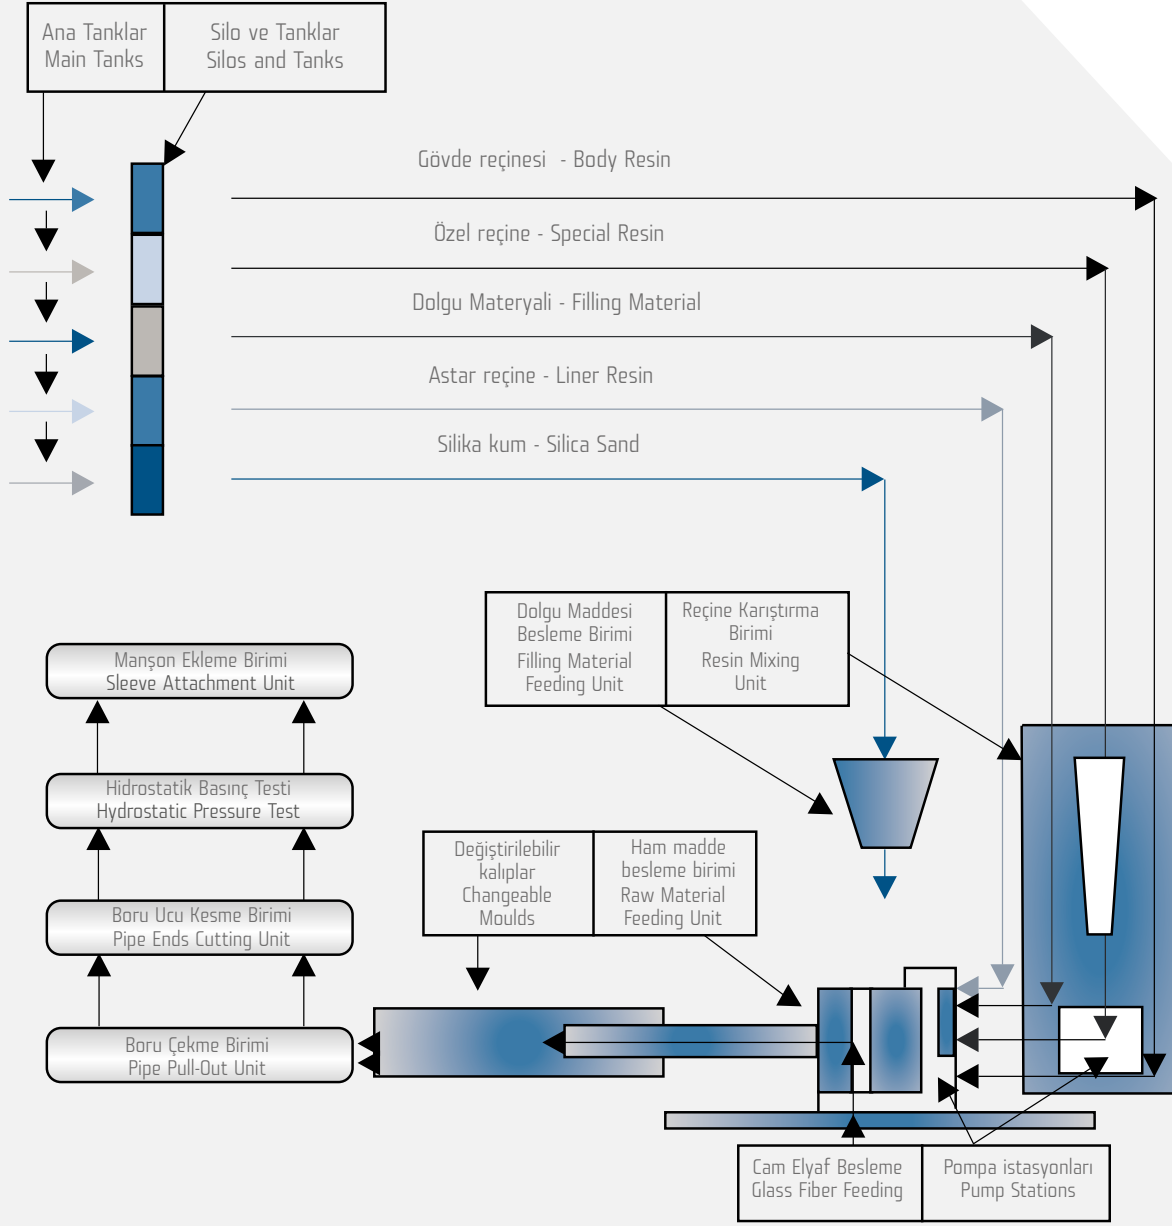 Ana Tanklar
Main Tanks
Silo ve Tanklar
Silos and Tanks
Gövde reçinesi - Body Resin
Özel reçine - Special Resin
Dolgu Materyali - Filling Material
Astar reçine - Liner Resin
Silika kum - Silica Sand
Dolgu Maddesi
Besleme Birimi
Filling Material
Feeding Unit
Reçine Karıştırma
Birimi
Resin Mixing
Unit
Manşon Ekleme Birimi
Sleeve Attachment Unit
Hidrostatik Basınç Testi
Hydrostatic Pressure Test
Boru Ucu Kesme Birimi
Pipe Ends Cutting Unit
Boru Çekme Birimi
Pipe Pull-Out Unit
Değiştirilebilir
kalıplar
Changeable
Moulds
Ham madde
besleme birimi
Raw Material
Feeding Unit
Cam Elyaf Besleme
Glass Fiber Feeding
Pompa istasyonları
Pump Stations